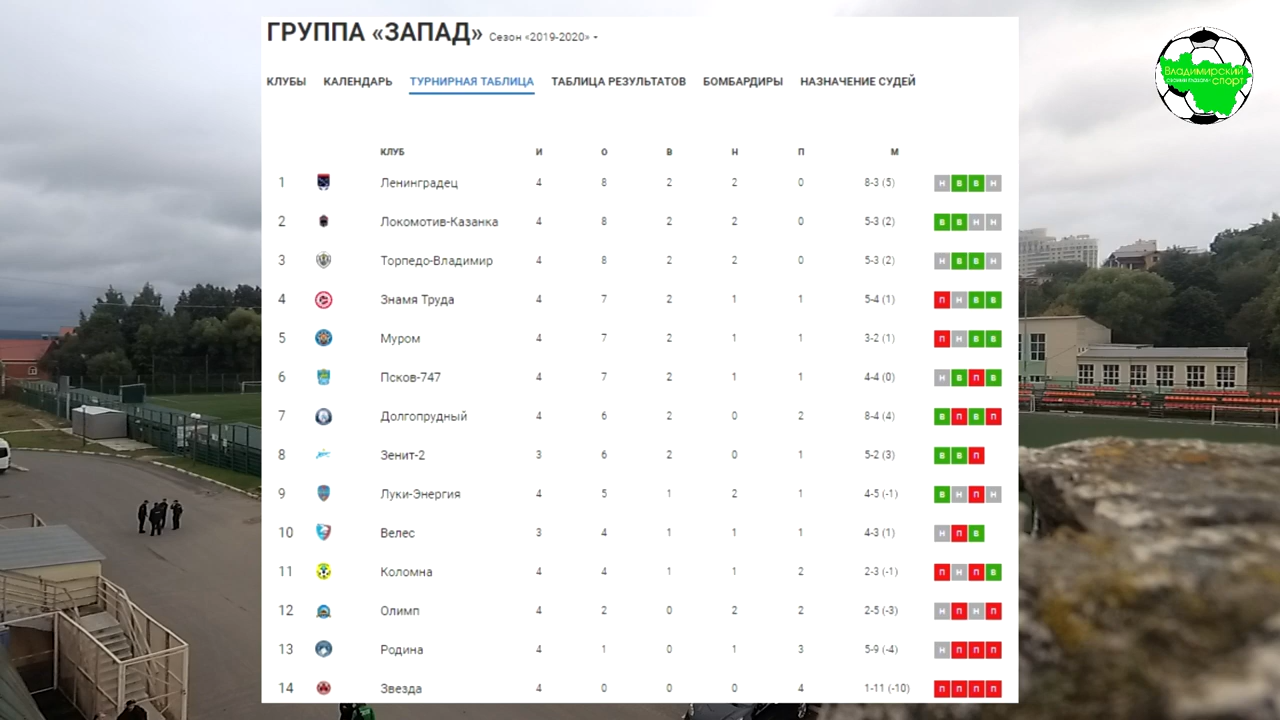 ГРУППА «ЗАПАД» Сезон «2019-2020»
КЛУБЫ КАЛЕНДАРЬ ТУРНИРНАЯ ТАБЛИЦА ТАБЛИЦА РЕЗУЛЬТАТОВ БОМБАРДИРЫ НАЗНАЧЕНИЕ СУДЕЙ
Владимирский
спорт
КЛУБ И О В Н П М
1 Ленинградец 4 8 2 2 0 8-3 (5) Н В В Н
2 Локомотив-Казанка 4 8 2 2 0 5-3 (2) В В Н Н
3 Торпедо-Владимир 4 8 2 2 0 5-3 (2) Н В В Н
4 Знамя Труда 4 7 2 1 1 5-4 (1) П Н В В
5 Муром 4 7 2 1 1 3-2 (1) П Н В В
6 Псков-747 4 7 2 1 1 4-4 (0) Н В П В
7 Долгопрудный 4 6 2 0 2 8-4 (4) В П В П
8 Зенит-2 3 6 2 0 1 5-2 (3) В В П
9 Луки-Энергия 4 5 1 2 1 4-5 (-1) В Н П Н
10 Велес 3 4 1 1 1 4-3 (1) Н П В
11 Коломна 4 4 1 1 2 2-3 (-1) П Н П В
12 Олимп 4 2 0 2 2 2-5 (-3) Н П Н П
13 Родина 4 1 0 1 3 5-9 (-4) Н П П П
14 Звезда 4 0 0 0 4 1-11 (-10) П П П П